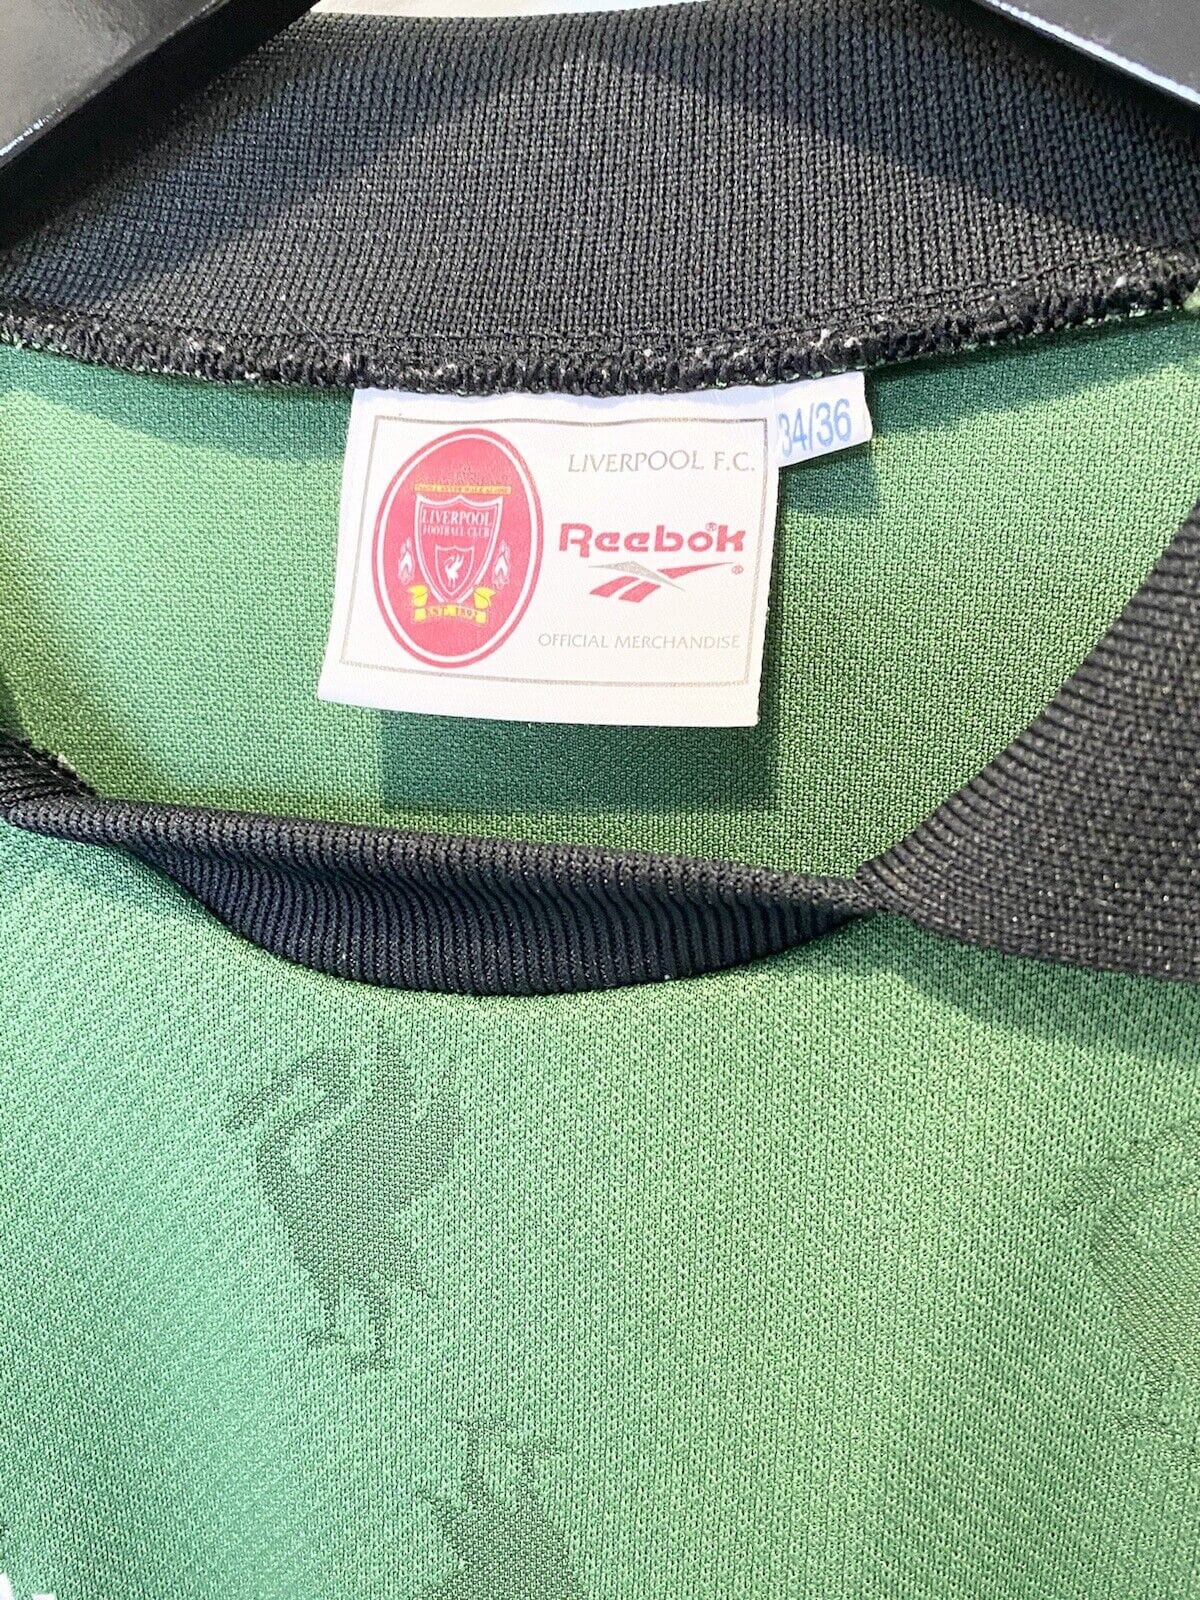 34/36
LIVERPOOL F.C.
LIVERPOOL
FOOTBALL CLUB
EST. 1892
Reebok®
®
OFFICIAL MERCHANDISE